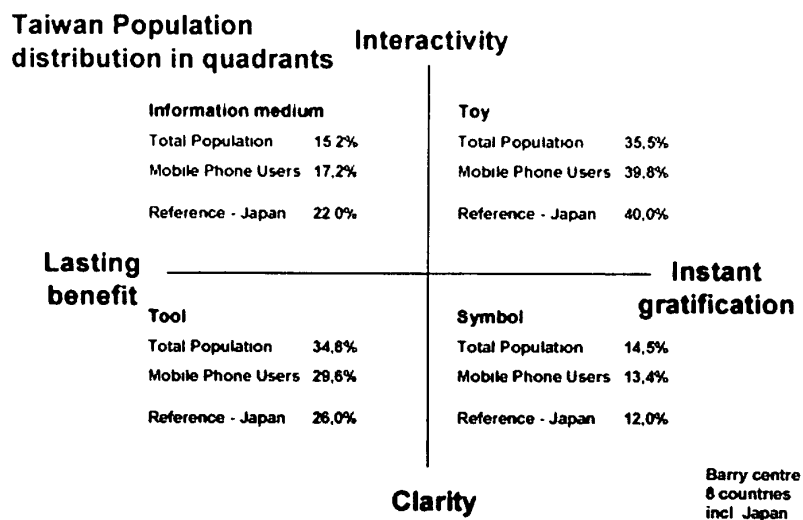 Taiwan Population
distribution in quadrants
Interactivity
Information medium
Total Population 15 2%
Mobile Phone Users 17,2%
Reference - Japan 22 0%
Toy
Total Population 35,5%
Mobile Phone Users 39,8%
Reference - Japan 40,0%
Lasting
benefit
Instant
gratification
Tool
Total Population 34,8%
Mobile Phone Users 29,6%
Reference - Japan 26,0%
Symbol
Total Population 14,5%
Mobile Phone Users 13,4%
Reference - Japan 12,0%
Clarity
Barry centre
8 countries
incl Japan